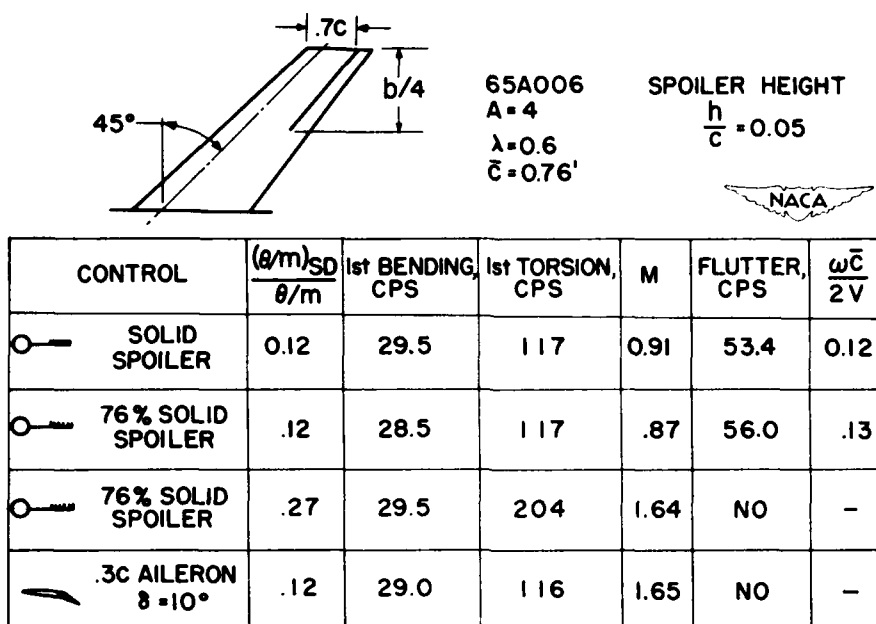 .7C
b/4
45°
65A006
A = 4
λ = 0.6
c̄ = 0.76'
SPOILER HEIGHT
h/c = 0.05
NACA
CONTROL | (θ/m)SD / θ/m | 1st BENDING, CPS | 1st TORSION, CPS | M | FLUTTER, CPS | ωc̄ / 2V
SOLID SPOILER | 0.12 | 29.5 | 117 | 0.91 | 53.4 | 0.12
76% SOLID SPOILER | .12 | 28.5 | 117 | .87 | 56.0 | .13
76% SOLID SPOILER | .27 | 29.5 | 204 | 1.64 | NO | –
.3C AILERON δ = 10° | .12 | 29.0 | 116 | 1.65 | NO | –